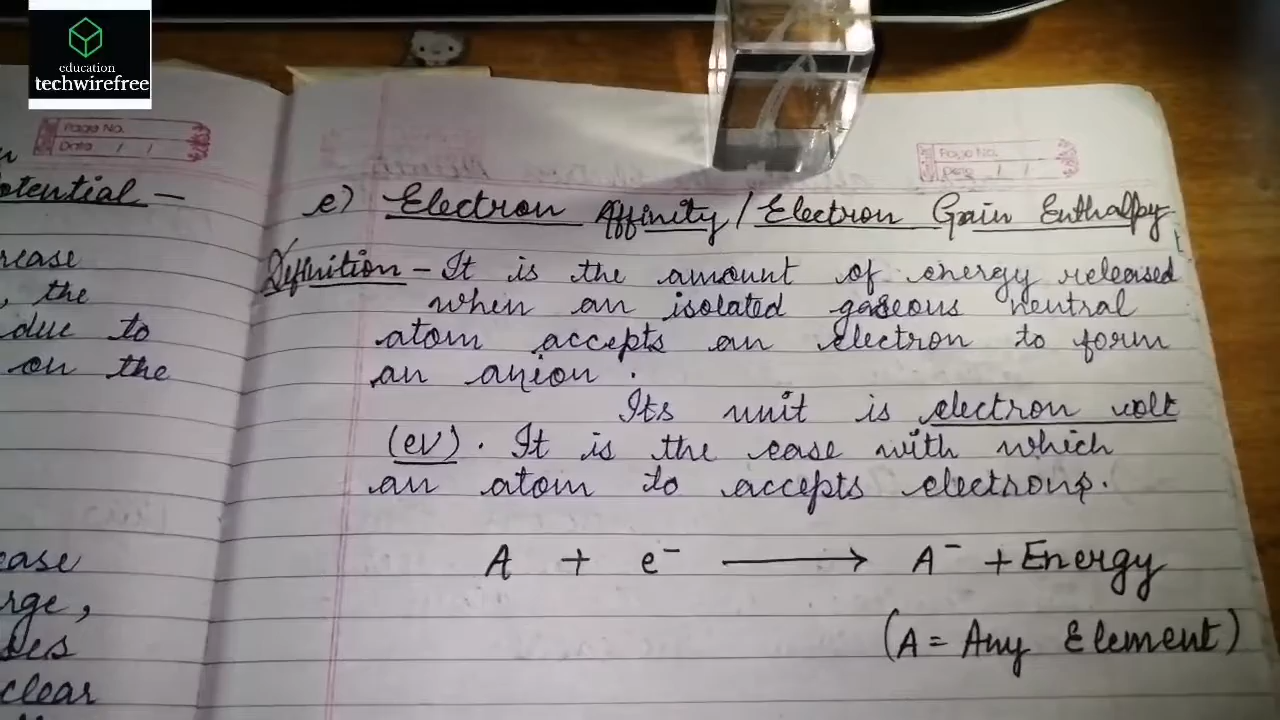 education
techwirefree
Page No.
Date / /
otential -
rease
, the
due to
on the
ease
rge,
clear
Page No.
Date / /
e) Electron Affinity / Electron Gain Enthalpy
Definition - It is the amount of energy released
when an isolated gaseous neutral
atom accepts an electron to form
an anion.
Its unit is electron volt
(ev). It is the ease with which
an atom to accepts electrons.
A + e⁻ ⟶ A⁻ + Energy
(A = Any Element)